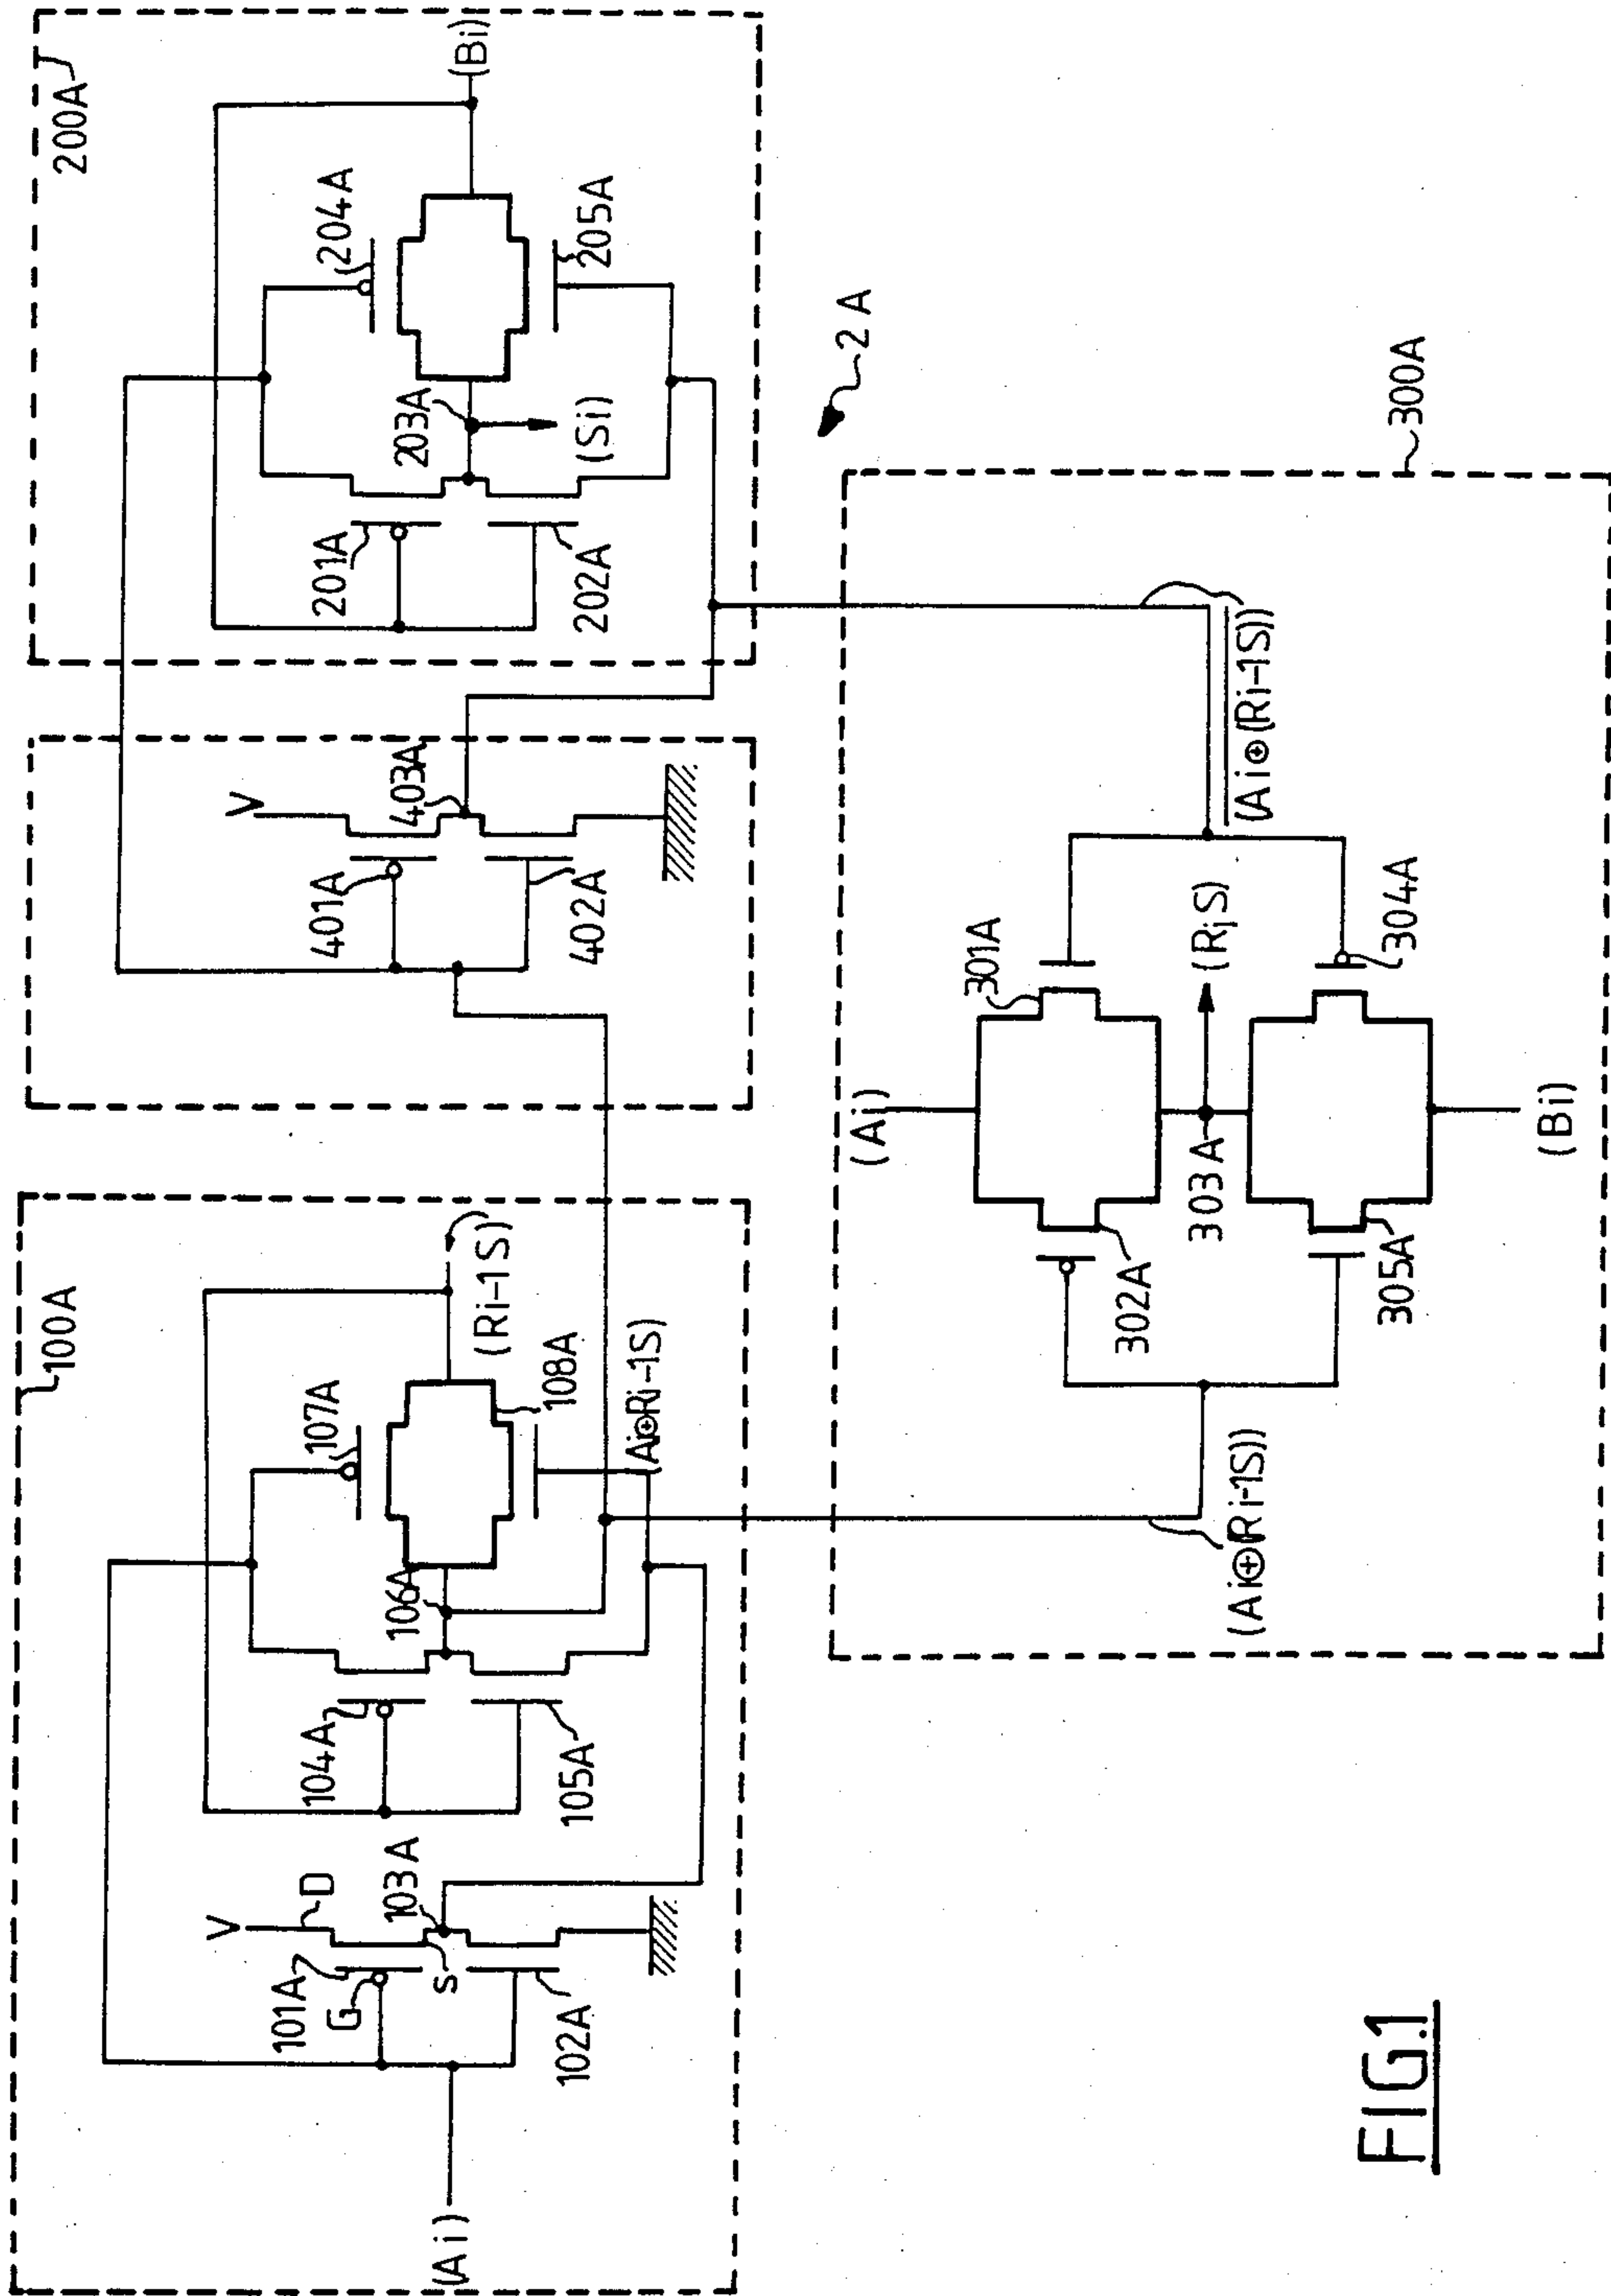 100A
(Ai)
101A
G
V
D
S
103A
102A
104A
105A
106A
107A
108A
(Ri-1S)
Ai⊕Ri-1S)
401A
V
403A
402A
200A
201A
202A
203A
204A
205A
(Si)
(Bi)
2A
300A
(Ai⊕Ri-1S))
(Ai⊕(Ri-1S))
(Ai)
301A
302A
303A
(RiS)
304A
305A
(Bi)
FIG.1